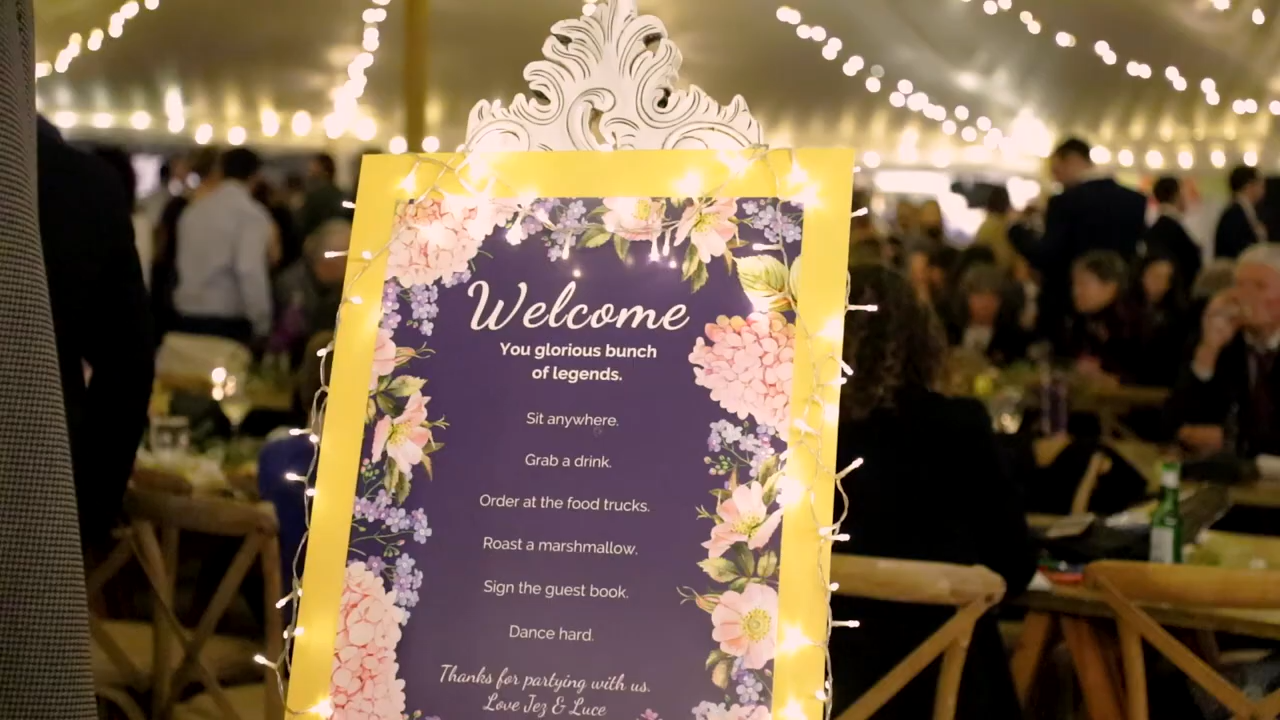 Welcome
You glorious bunch
of legends.
Sit anywhere.
Grab a drink.
Order at the food trucks.
Roast a marshmallow.
Sign the guest book.
Dance hard.
Thanks for partying with us.
Love Jez & Luce